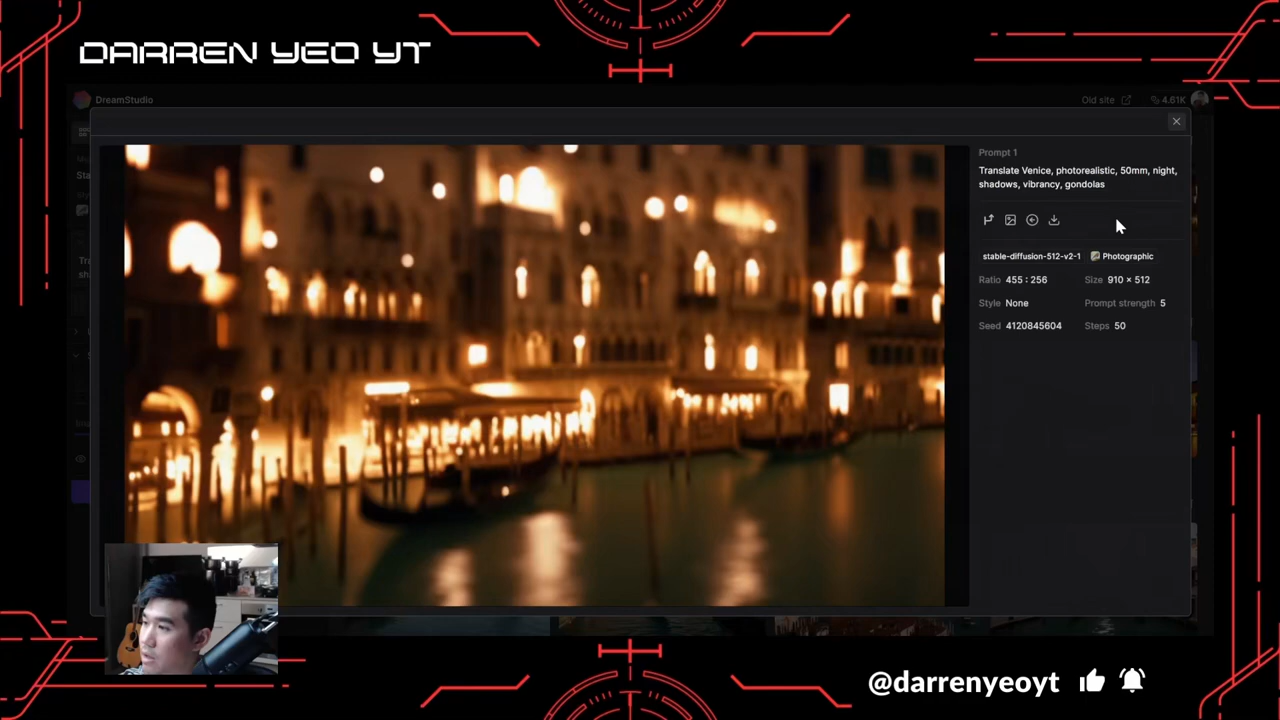 DARREN YEO YT
DreamStudio
Old site
4.61K
Prompt 1
Translate Venice, photorealistic, 50mm, night,
shadows, vibrancy, gondolas
stable-diffusion-512-v2-1
Photographic
Ratio 455 : 256
Size 910 × 512
Style None
Prompt strength 5
Seed 4120845604
Steps 50
@darrenyeoyt